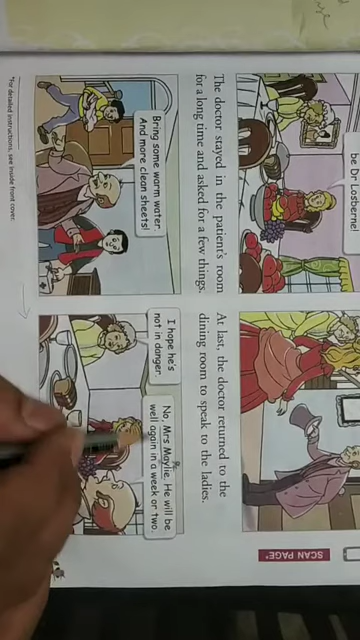 be Dr Losberne!
The doctor stayed in the patient's room
for a long time and asked for a few things.
Bring some warm water.
And more clean sheets!
SCAN PAGE*
At last, the doctor returned to the
dining room to speak to the ladies.
I hope he's
not in danger.
No, Mrs Maylie. He will be
well again in a week or two.
*For detailed instructions, see inside front cover.